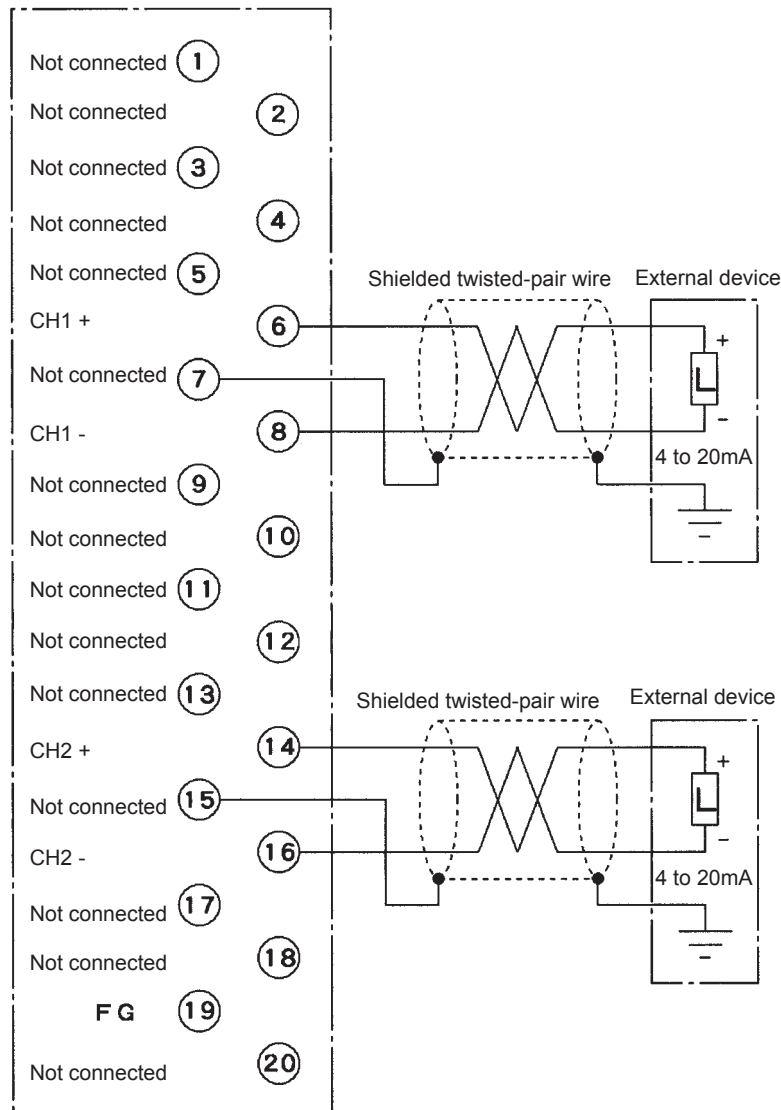 Not connected 1
Not connected 2
Not connected 3
Not connected 4
Not connected 5
Shielded twisted-pair wire External device
CH1 + 6
+
Not connected 7
L
CH1 - 8
-
4 to 20mA
Not connected 9
Not connected 10
Not connected 11
Not connected 12
Not connected 13
Shielded twisted-pair wire External device
CH2 + 14
+
Not connected 15
L
CH2 - 16
-
4 to 20mA
Not connected 17
Not connected 18
FG 19
Not connected 20